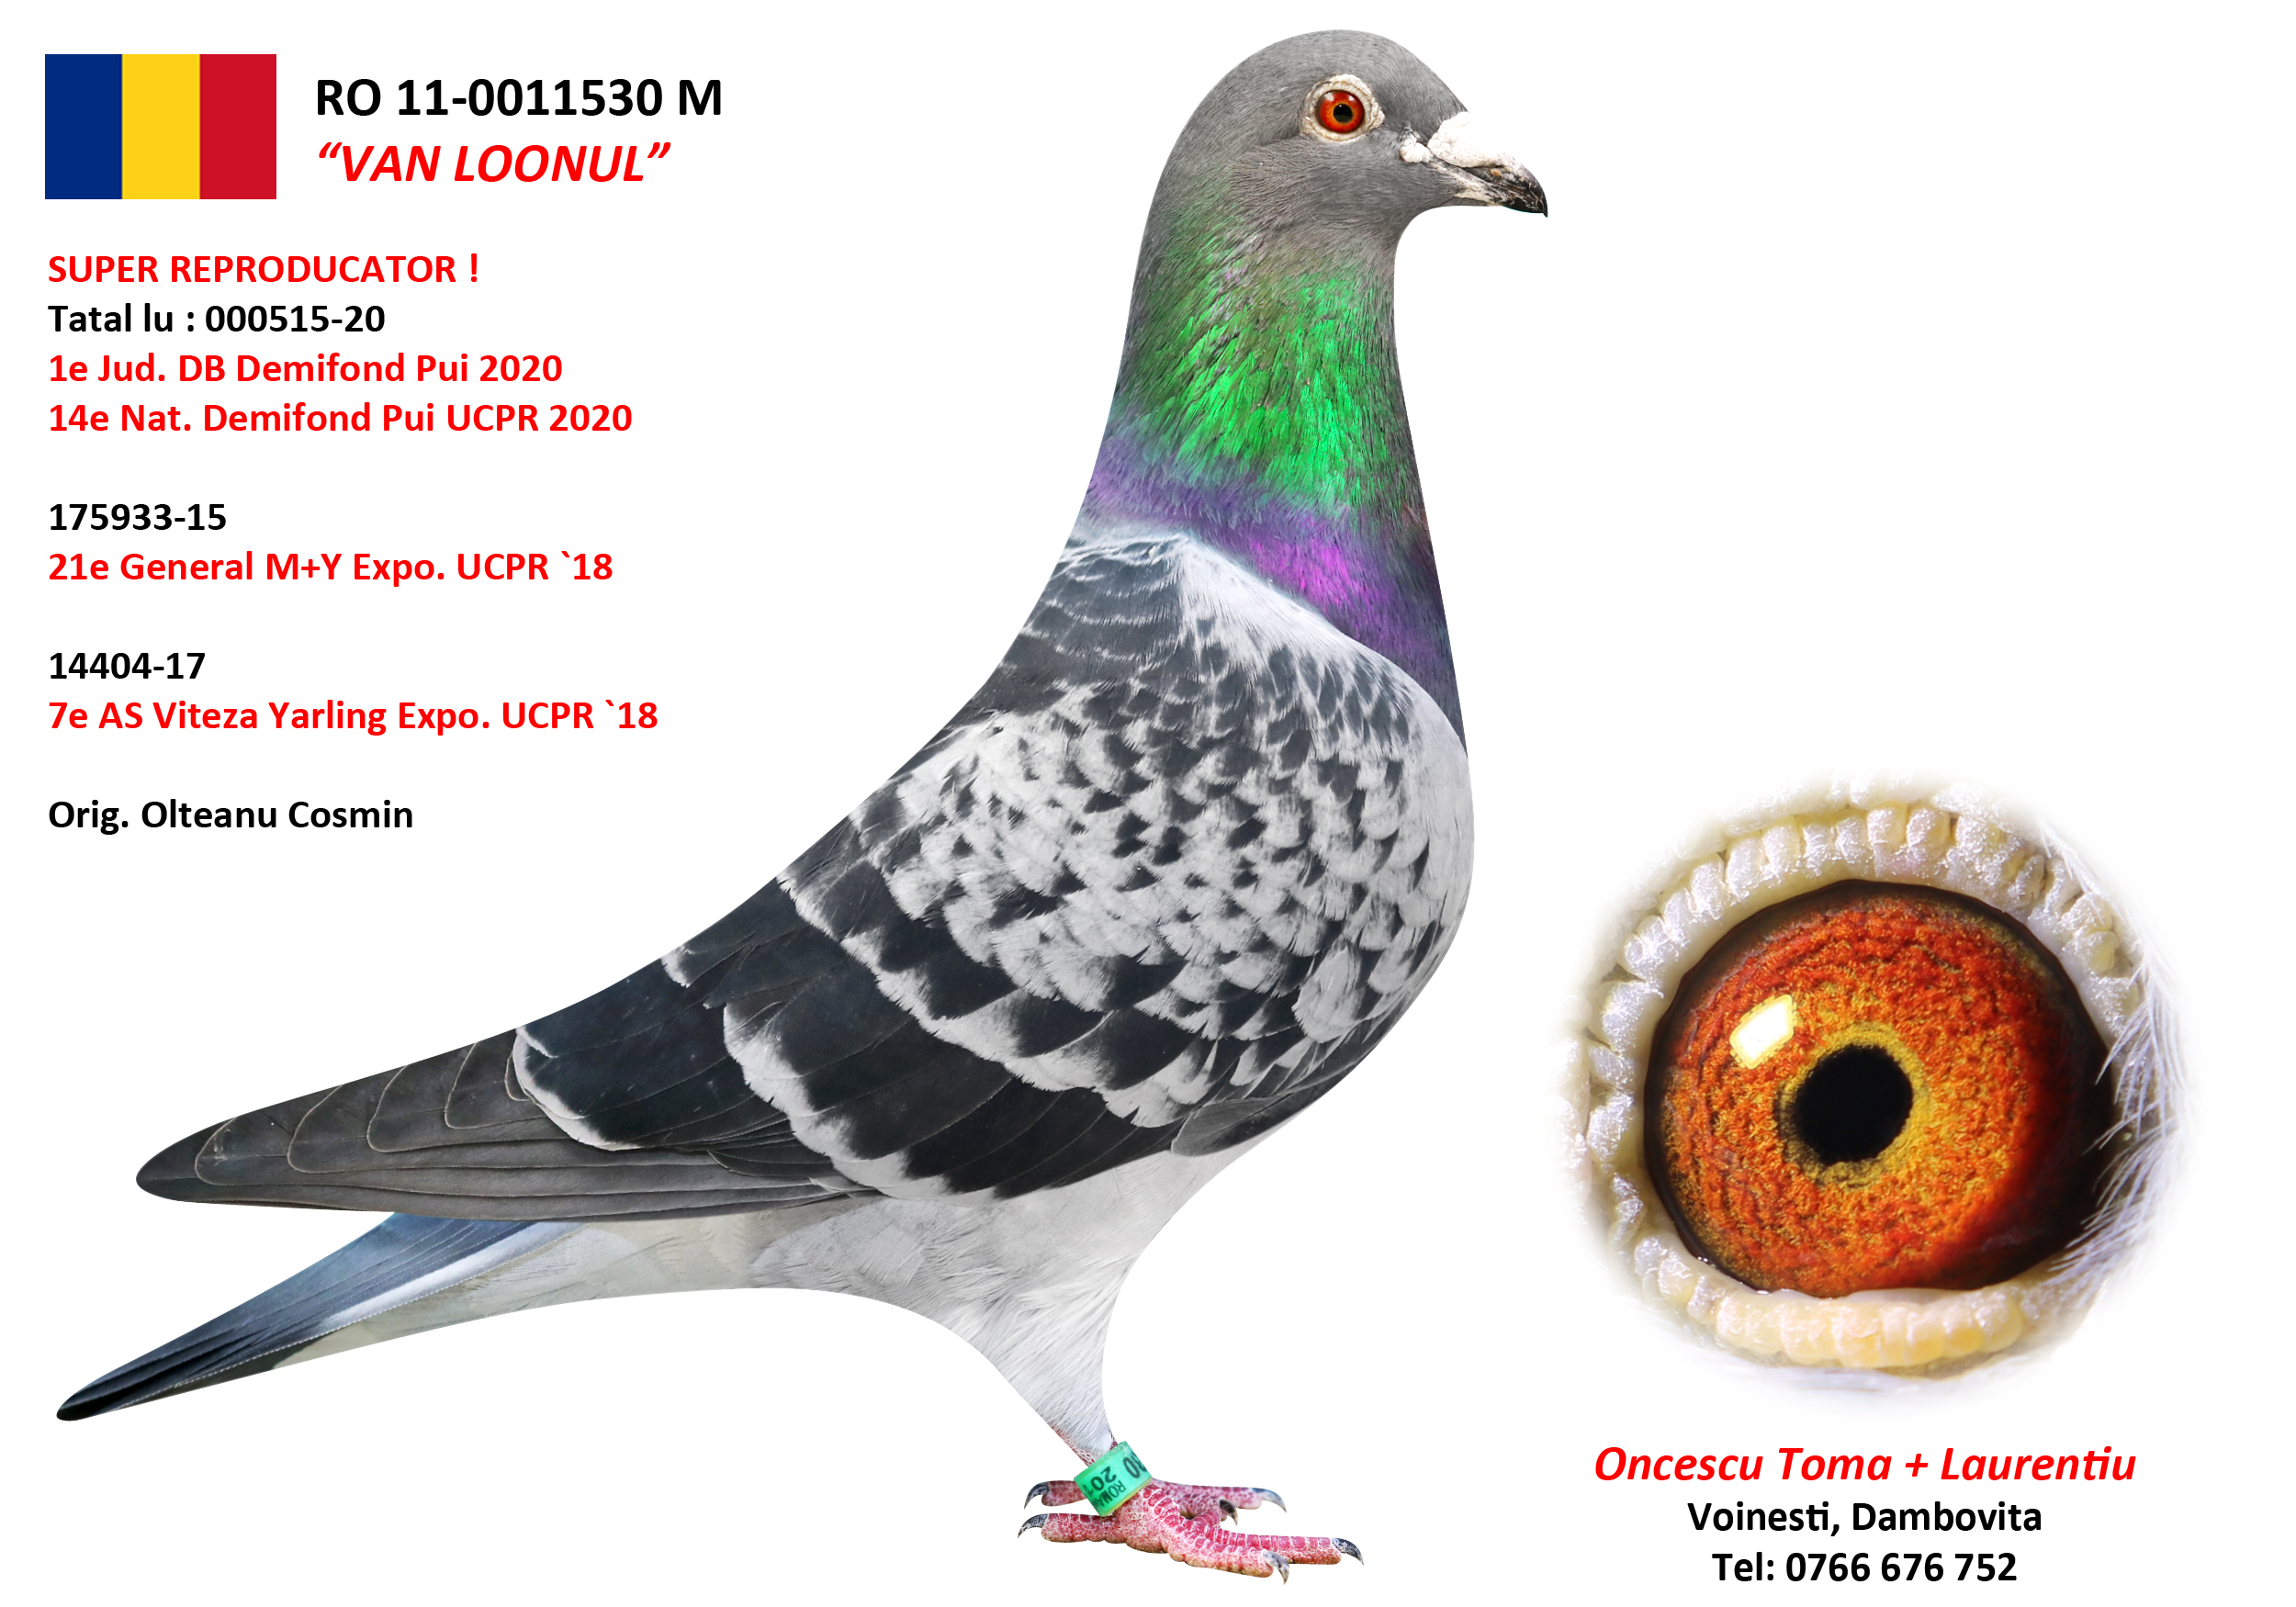 RO 11-0011530 M
“VAN LOONUL”
SUPER REPRODUCATOR !
Tatal lu : 000515-20
1e Jud. DB Demifond Pui 2020
14e Nat. Demifond Pui UCPR 2020
175933-15
21e General M+Y Expo. UCPR `18
14404-17
7e AS Viteza Yarling Expo. UCPR `18
Orig. Olteanu Cosmin
Oncescu Toma + Laurentiu
Voinesti, Dambovita
Tel: 0766 676 752